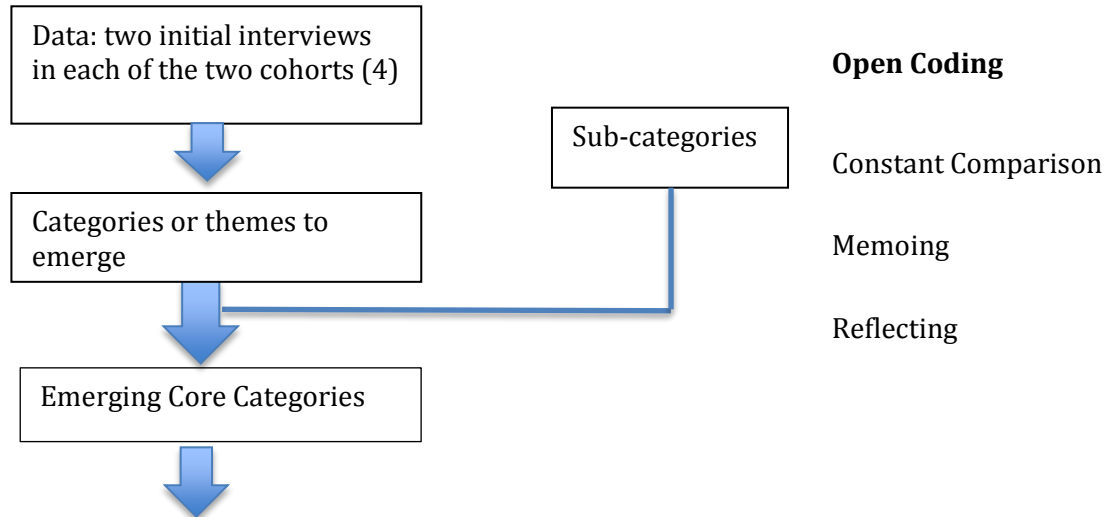 Data: two initial interviews
in each of the two cohorts (4)
Open Coding
Sub-categories
Constant Comparison
Categories or themes to
emerge
Memoing
Reflecting
Emerging Core Categories